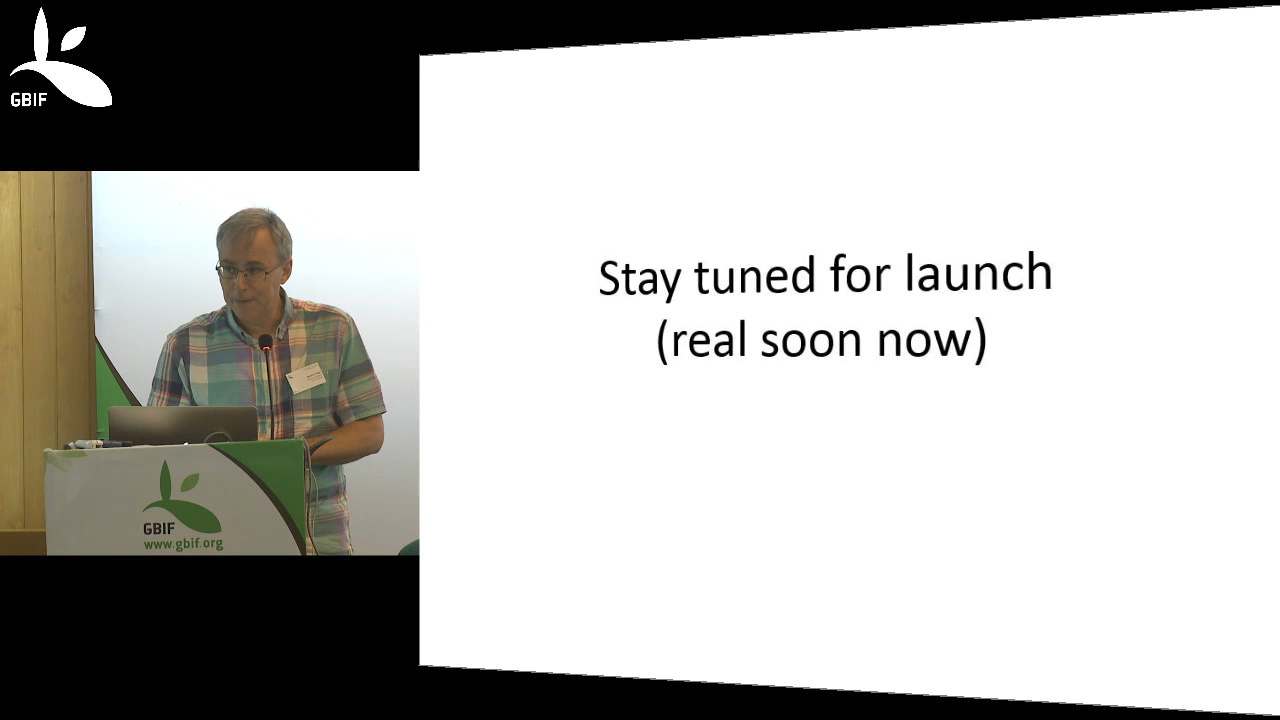 GBIF
Stay tuned for launch
(real soon now)
GBIF
www.gbif.org